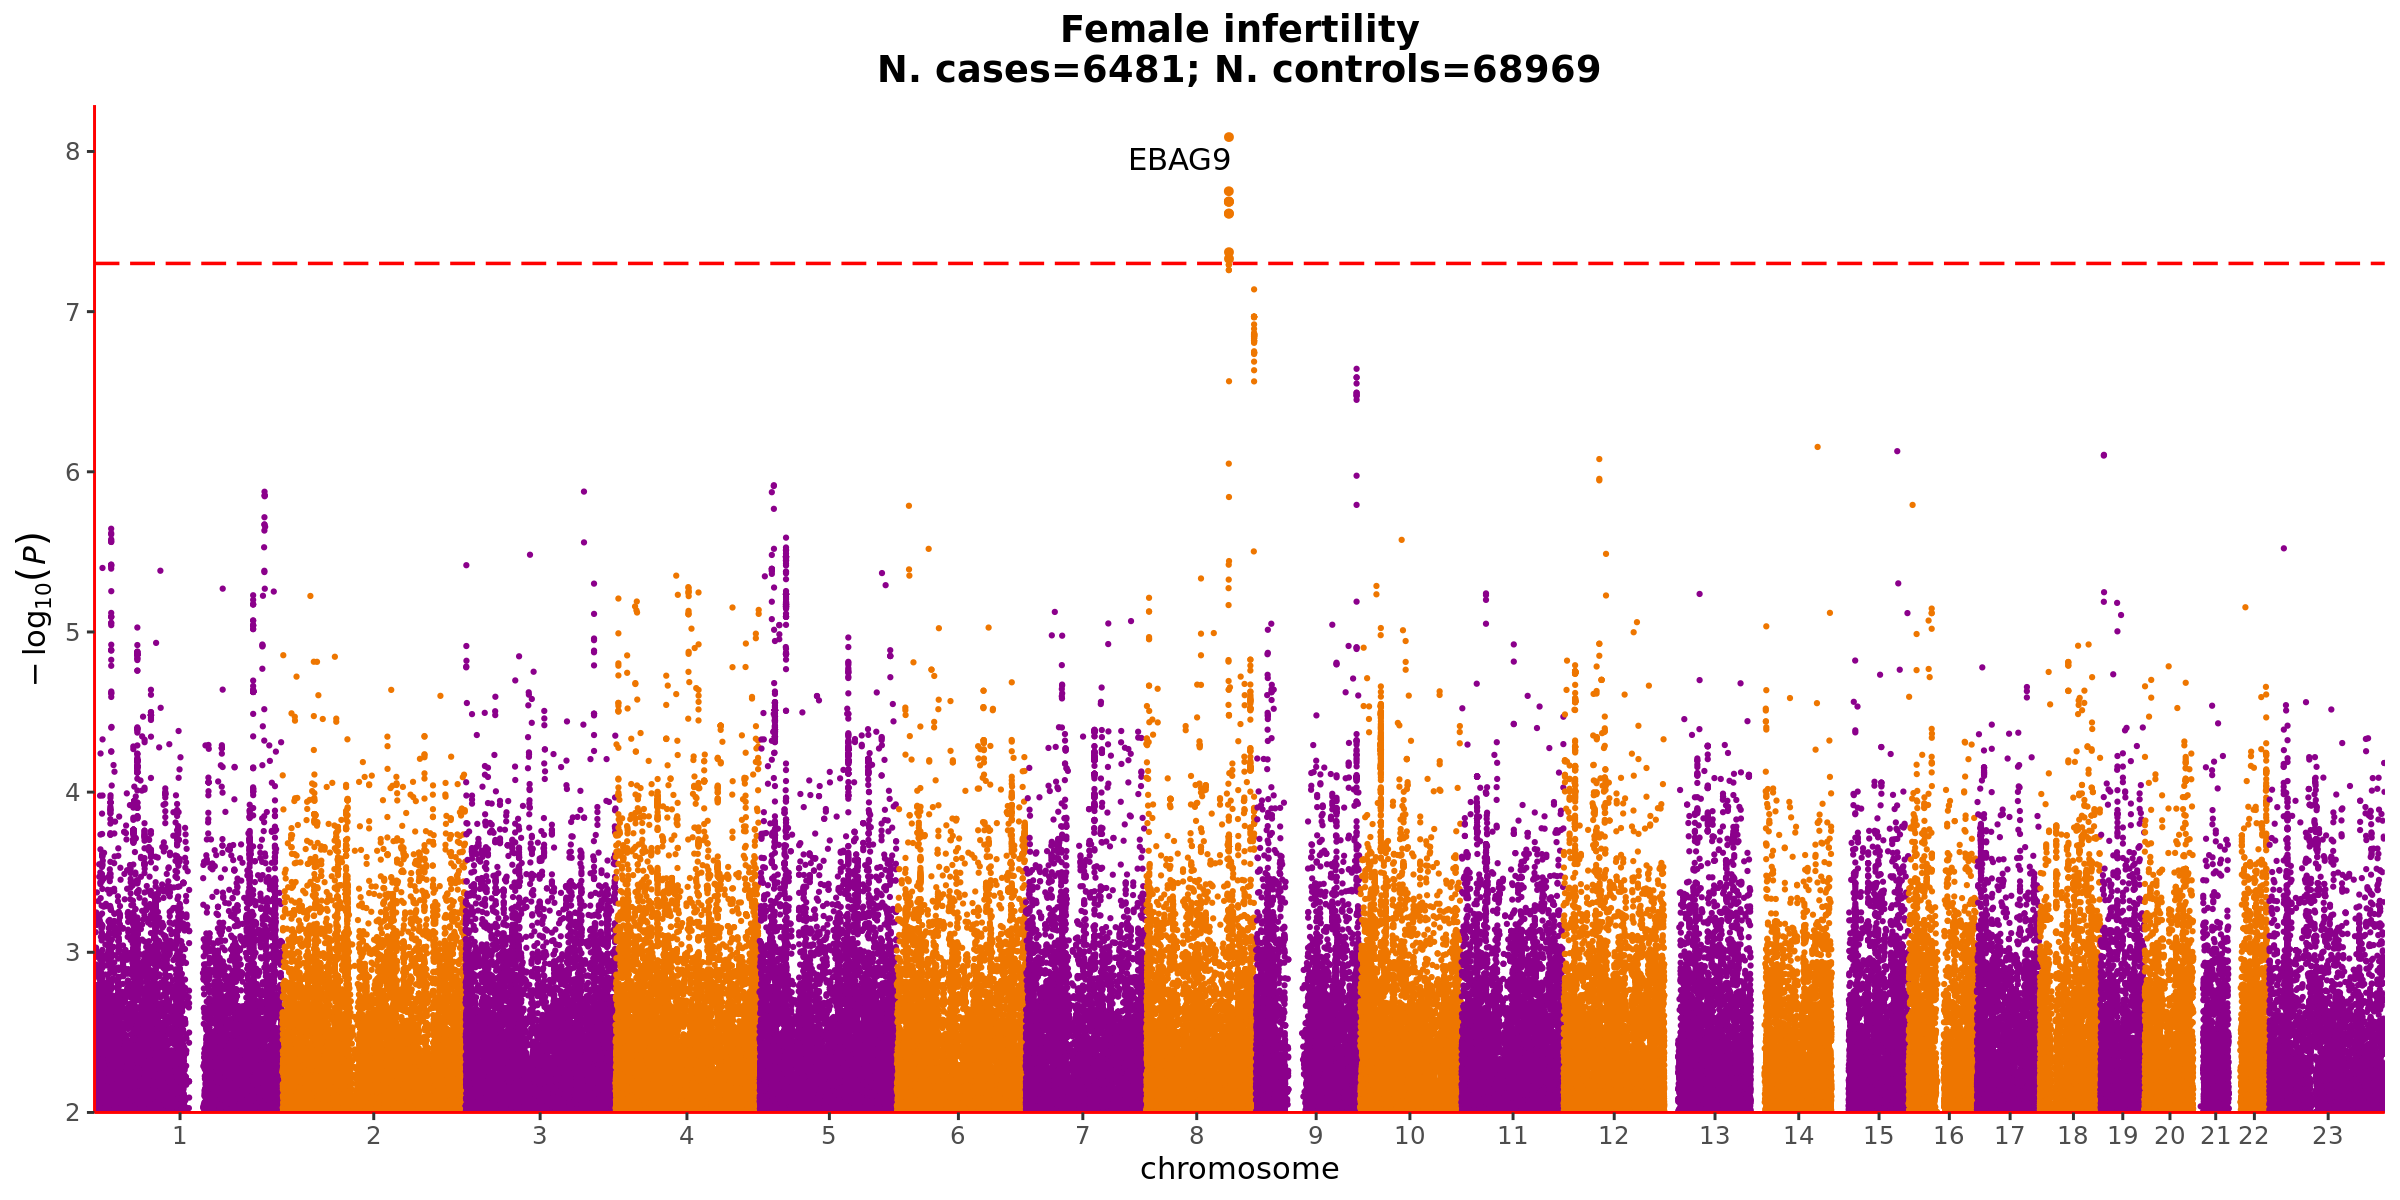 Female infertility
N. cases=6481; N. controls=68969
8
EBAG9
7
6
5
4
3
2
−log10(P)
1 2 3 4 5 6 7 8 9 10 11 12 13 14 15 16 17 18 19 20 21 22 23
chromosome